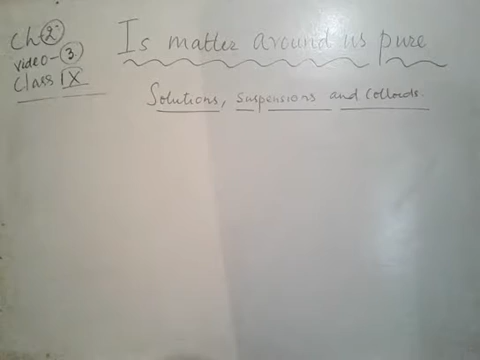 Ch 2
video-3
Class IX
Is matter around us pure
Solutions, suspensions and Colloids.